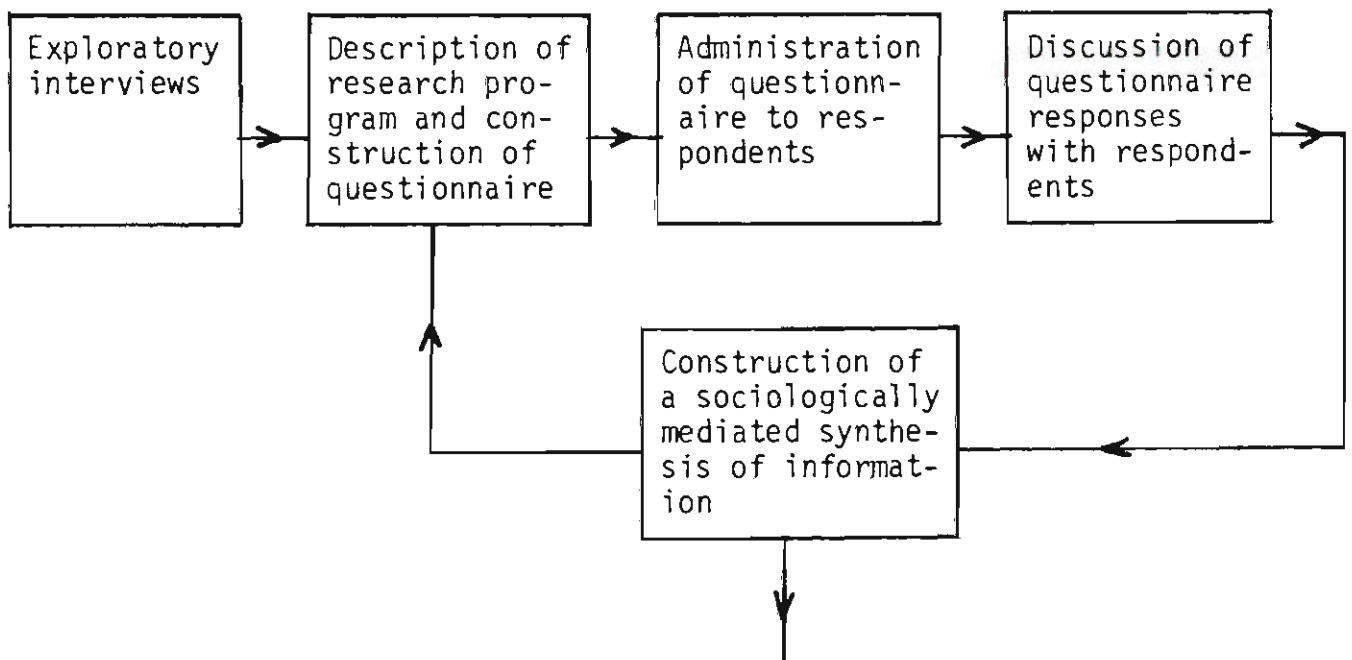 Exploratory
interviews
Description of
research pro-
gram and con-
struction of
questionnaire
Administration
of questionn-
aire to res-
pondents
Discussion of
questionnaire
responses
with respond-
ents
Construction of
a sociologically
mediated synthe-
sis of informat-
ion